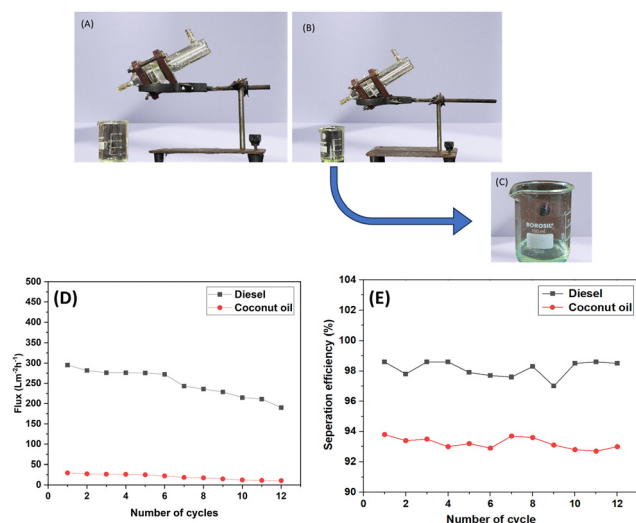 (A)
(B)
(C)
BOROSIL
(D)
Diesel
Coconut oil
Flux (Lm-2h-1)
500
450
400
350
300
250
200
150
100
50
0
0 2 4 6 8 10 12
Number of cycles
(E)
Diesel
Coconut oil
Seperation efficiency (%)
104
102
100
98
96
94
92
90
0 2 4 6 8 10 12
Number of cycle